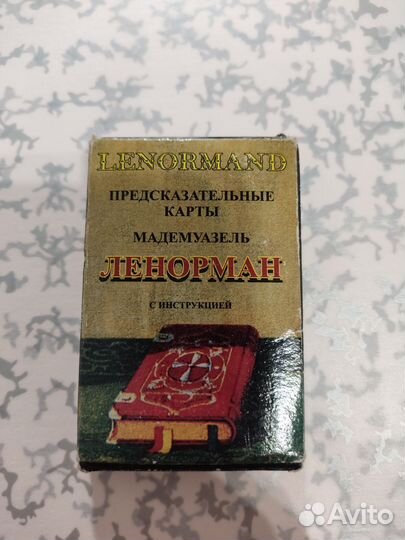 LENORMAND
ПРЕДСКАЗАТЕЛЬНЫЕ
КАРТЫ
МАДЕМУАЗЕЛЬ
ЛЕНОРМАН
С ИНСТРУКЦИЕЙ
Avito